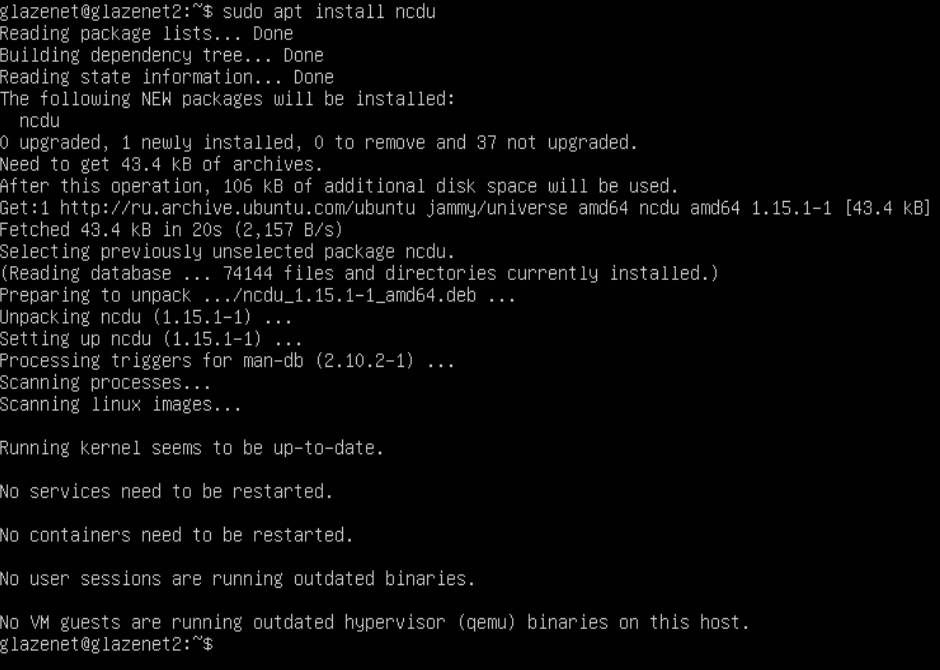 glazenet@glazenet2:~$ sudo apt install ncdu
Reading package lists... Done
Building dependency tree... Done
Reading state information... Done
The following NEW packages will be installed:
  ncdu
0 upgraded, 1 newly installed, 0 to remove and 37 not upgraded.
Need to get 43.4 kB of archives.
After this operation, 106 kB of additional disk space will be used.
Get:1 http://ru.archive.ubuntu.com/ubuntu jammy/universe amd64 ncdu amd64 1.15.1-1 [43.4 kB]
Fetched 43.4 kB in 20s (2,157 B/s)
Selecting previously unselected package ncdu.
(Reading database ... 74144 files and directories currently installed.)
Preparing to unpack .../ncdu_1.15.1-1_amd64.deb ...
Unpacking ncdu (1.15.1-1) ...
Setting up ncdu (1.15.1-1) ...
Processing triggers for man-db (2.10.2-1) ...
Scanning processes...
Scanning linux images...

Running kernel seems to be up-to-date.

No services need to be restarted.

No containers need to be restarted.

No user sessions are running outdated binaries.

No VM guests are running outdated hypervisor (qemu) binaries on this host.
glazenet@glazenet2:~$